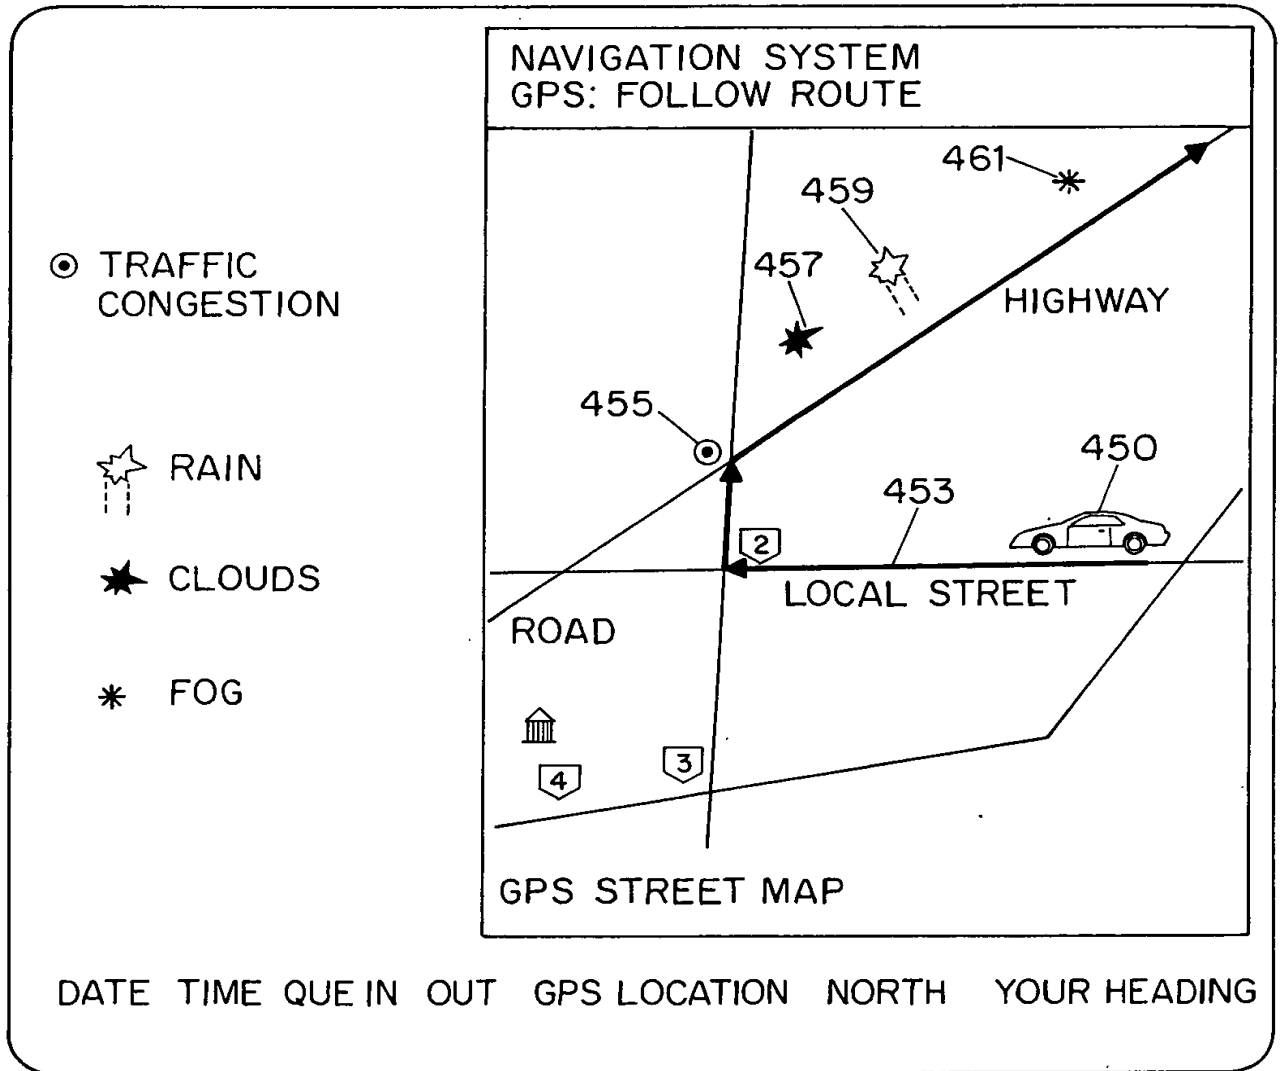 NAVIGATION SYSTEM
GPS: FOLLOW ROUTE
461
459
457
TRAFFIC
CONGESTION
HIGHWAY
455
450
RAIN
453
2
CLOUDS
LOCAL STREET
ROAD
FOG
3
4
GPS STREET MAP
DATE TIME QUE IN OUT GPS LOCATION NORTH YOUR HEADING